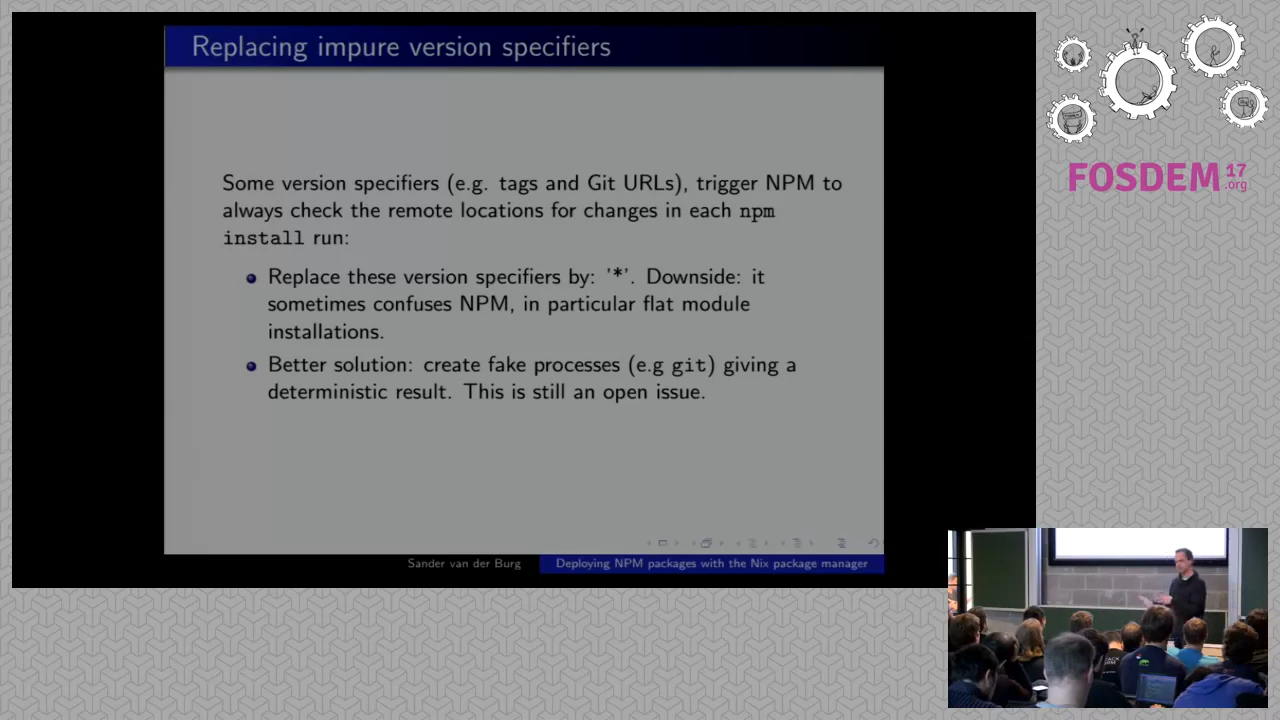 Replacing impure version specifiers
Some version specifiers (e.g. tags and Git URLs), trigger NPM to
always check the remote locations for changes in each npm
install run:
Replace these version specifiers by: '*'. Downside: it
sometimes confuses NPM, in particular flat module
installations.
Better solution: create fake processes (e.g git) giving a
deterministic result. This is still an open issue.
Sander van der Burg
Deploying NPM packages with the Nix package manager
FOSDEM 17
.org